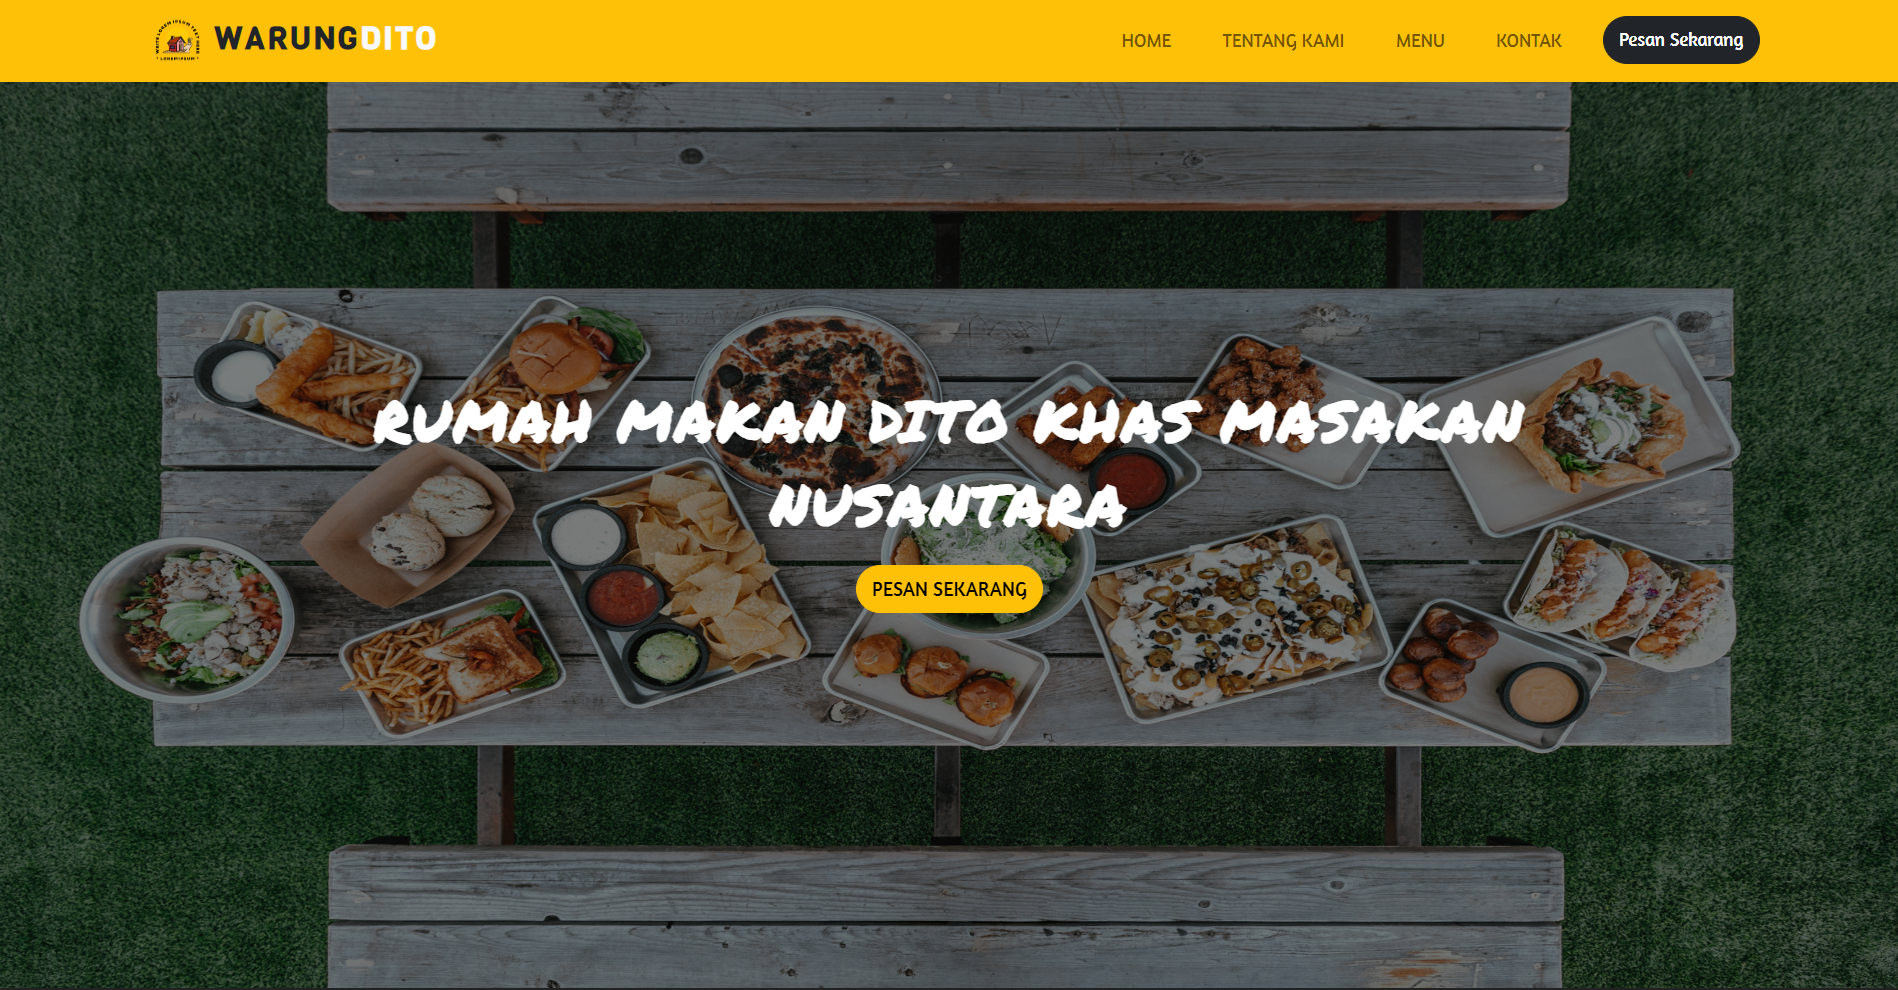 WARUNGDITO
HOME
TENTANG KAMI
MENU
KONTAK
Pesan Sekarang
RUMAH MAKAN DITO KHAS MASAKAN
NUSANTARA
PESAN SEKARANG